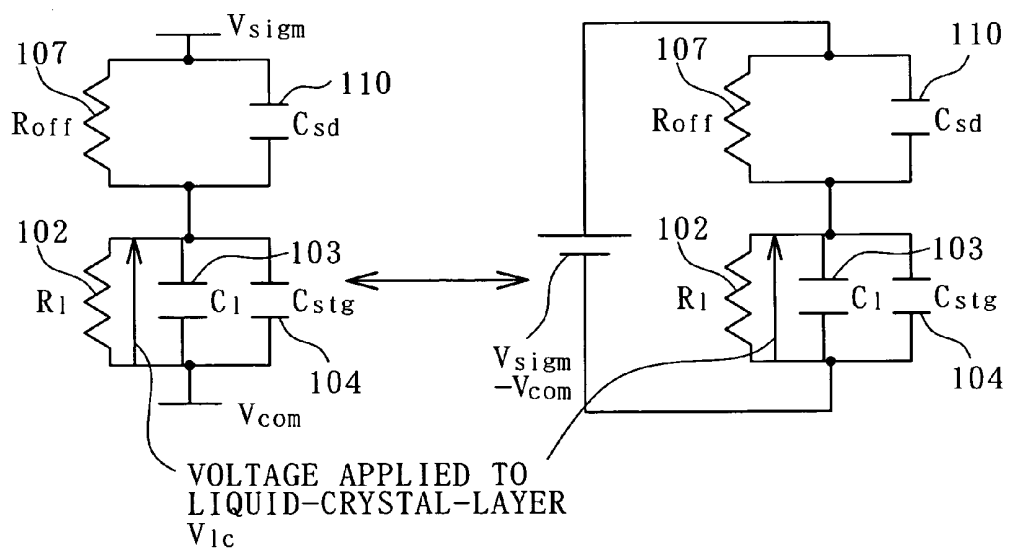 Vsigm
107
110
Roff
Csd
102
103
Rl
Cl
Cstg
104
Vcom
107
110
Roff
Csd
102
103
Rl
Cl
Cstg
104
Vsigm
-Vcom
VOLTAGE APPLIED TO
LIQUID-CRYSTAL-LAYER
Vlc